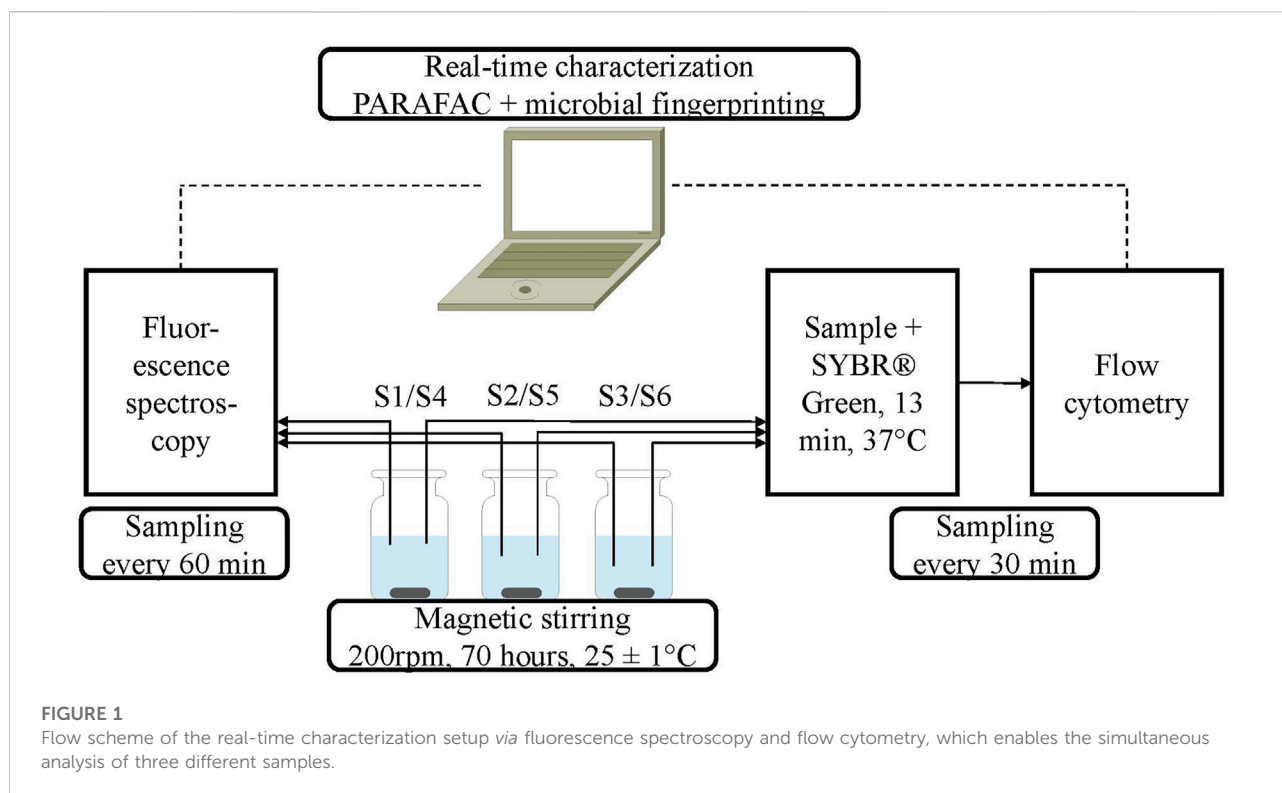 Real-time characterization
PARAFAC + microbial fingerprinting
Fluor-
escence
spectros-
copy
S1/S4
S2/S5
S3/S6
Sample +
SYBR®
Green, 13
min, 37°C
Flow
cytometry
Sampling
every 60 min
Sampling
every 30 min
Magnetic stirring
200rpm, 70 hours, 25 ± 1°C
FIGURE 1
Flow scheme of the real-time characterization setup via fluorescence spectroscopy and flow cytometry, which enables the simultaneous
analysis of three different samples.